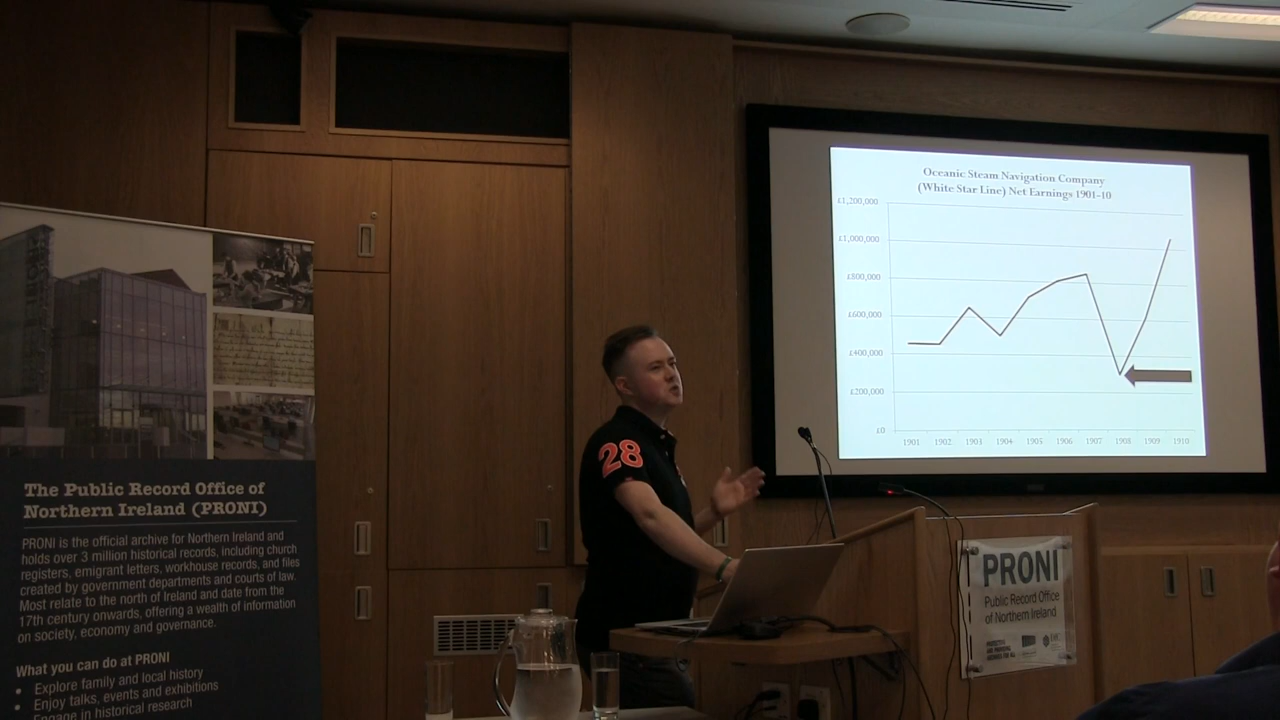 The Public Record Office of
Northern Ireland (PRONI)
PRONI is the official archive for Northern Ireland and
holds over 3 million historical records, including church
registers, emigrant letters, workhouse records, and files
created by government departments and courts of law.
Most relate to the north of Ireland and date from the
17th century onwards, offering a wealth of information
on society, economy and governance.
What you can do at PRONI
• Explore family and local history
• Enjoy talks, events and exhibitions
• Engage in historical research
28
Oceanic Steam Navigation Company
(White Star Line) Net Earnings 1901-10
£1,200,000
£1,000,000
£800,000
£600,000
£400,000
£200,000
£0
1901 1902 1903 1904 1905 1906 1907 1908 1909 1910
PRONI
Public Record Office
of Northern Ireland